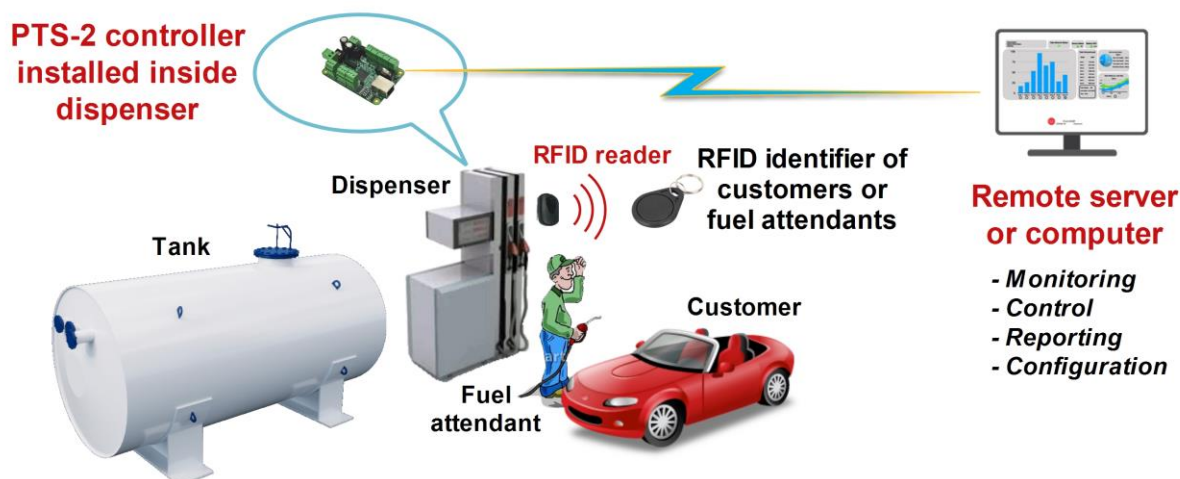 PTS-2 controller
installed inside
dispenser
RFID reader
RFID identifier of
customers or
fuel attendants
Dispenser
Tank
Remote server
or computer
- Monitoring
- Control
- Reporting
- Configuration
Customer
Fuel
attendant